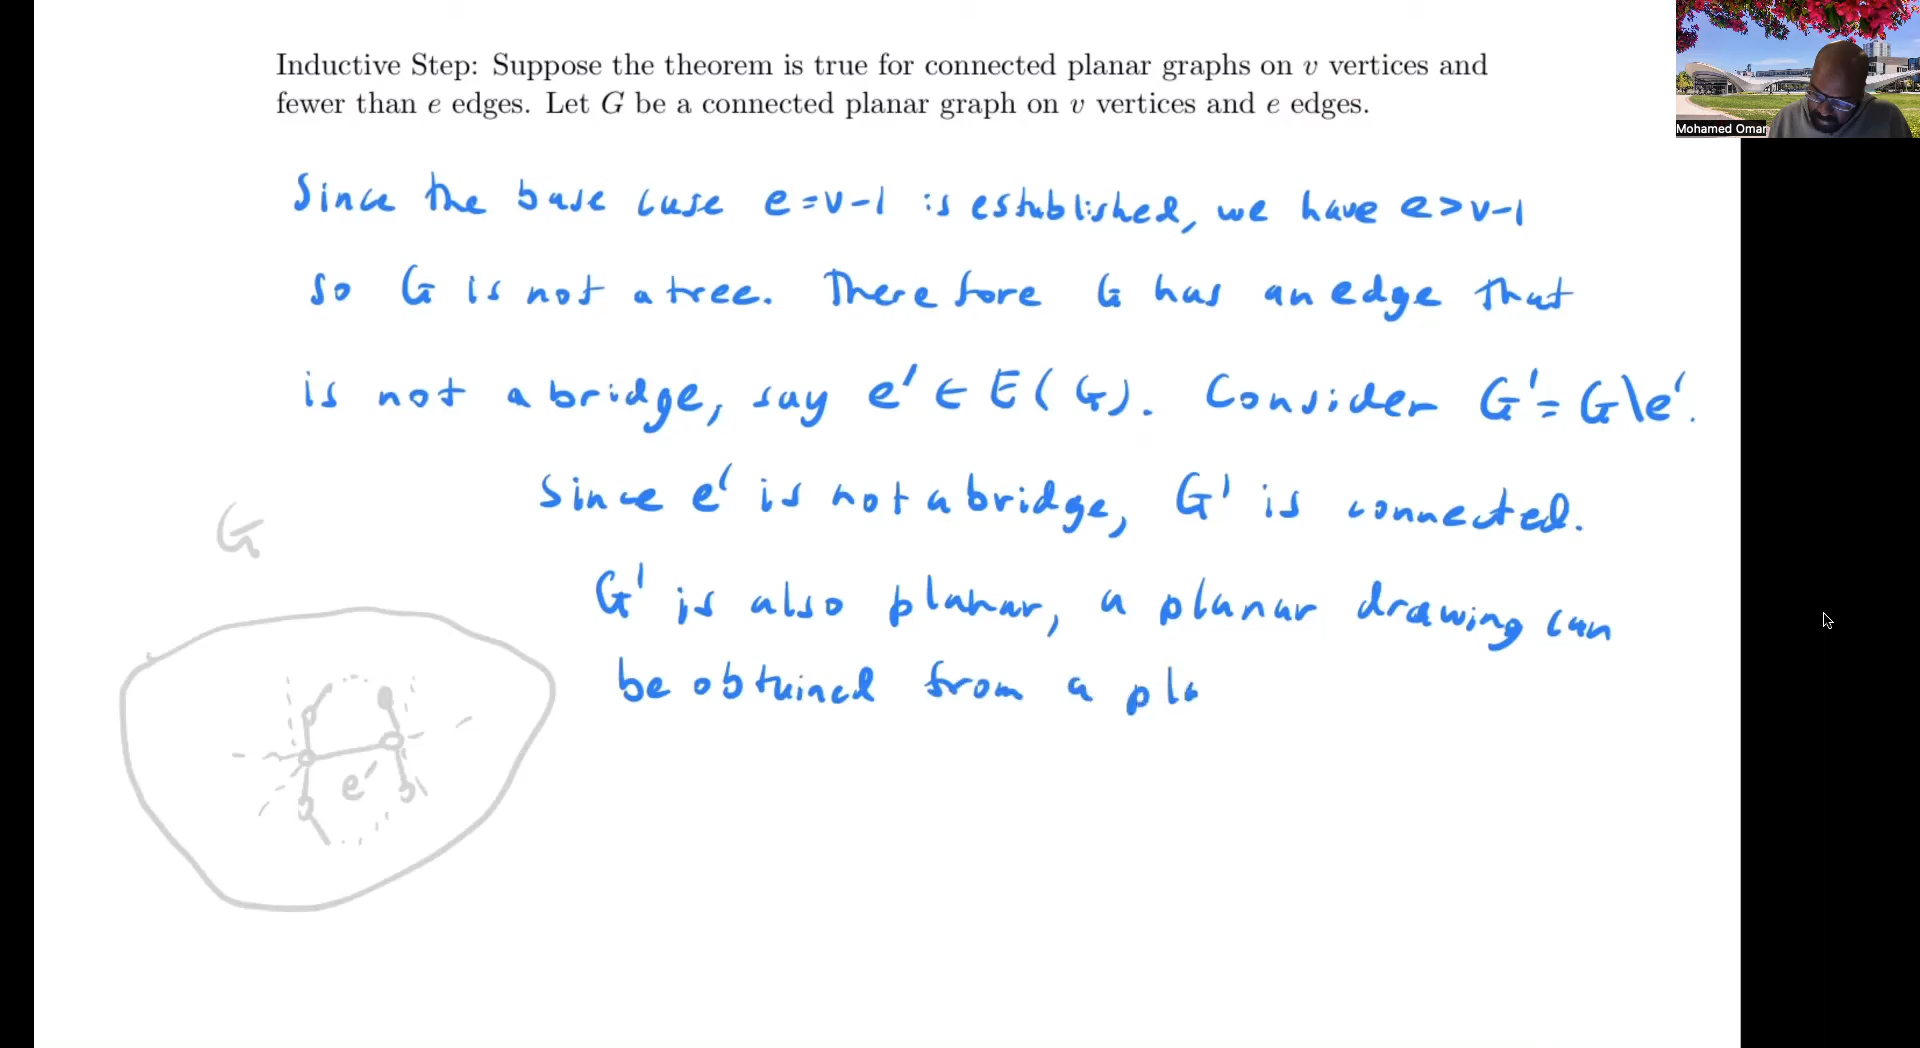 Inductive Step: Suppose the theorem is true for connected planar graphs on v vertices and
fewer than e edges. Let G be a connected planar graph on v vertices and e edges.
Mohamed Omar
Since the base case e=v-1 is established, we have e>v-1
so G is not a tree. Therefore G has an edge that
is not a bridge, say e' ∈ E(G). Consider G'= G\e'.
Since e' is not a bridge, G' is connected.
G
G' is also planar, a planar drawing can
be obtained from a pla
e'